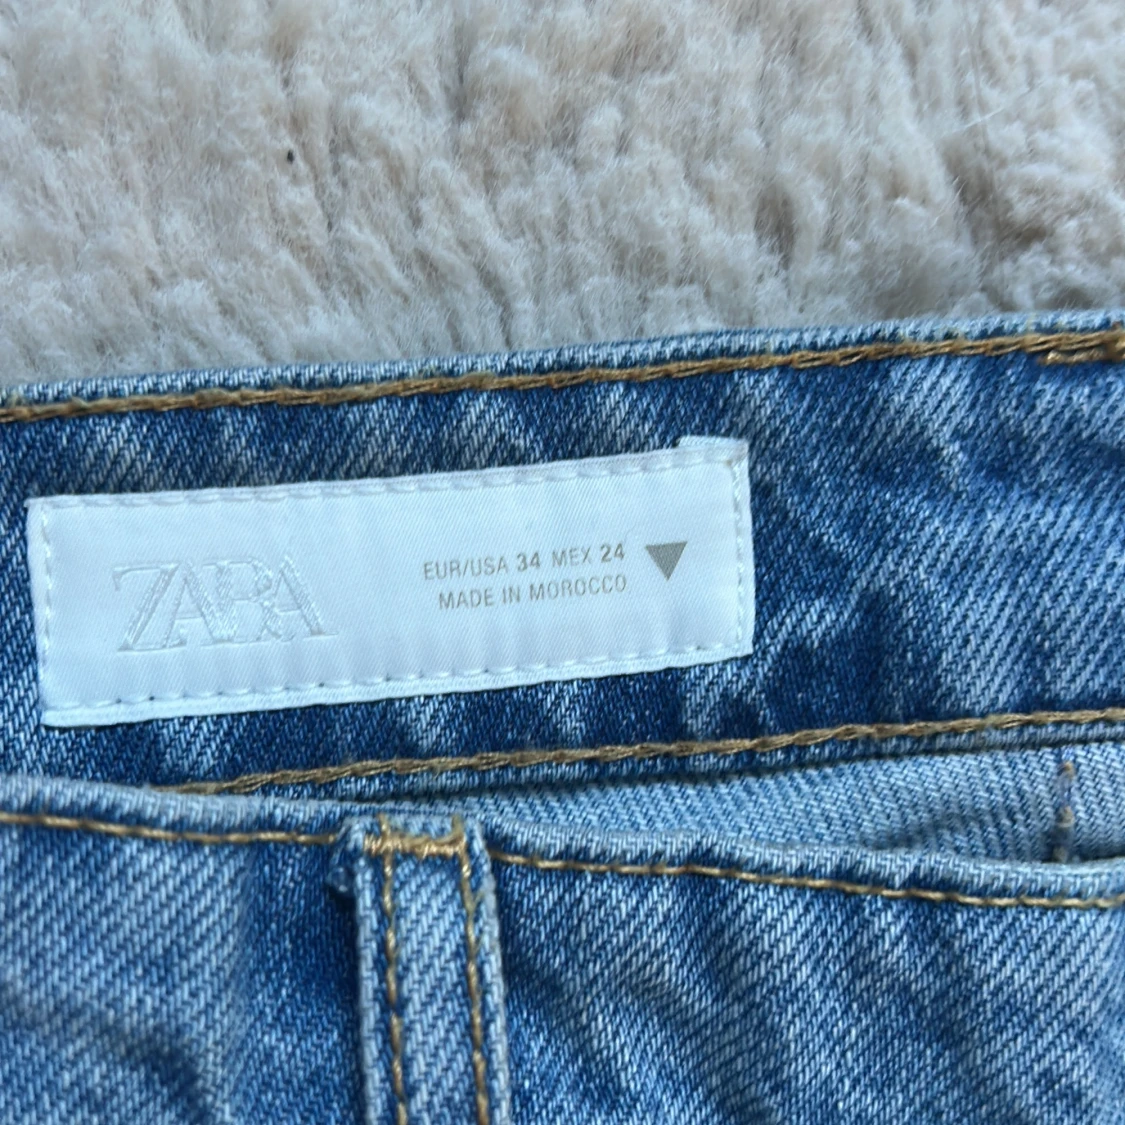 ZARA
EUR/USA 34 MEX 24
MADE IN MOROCCO